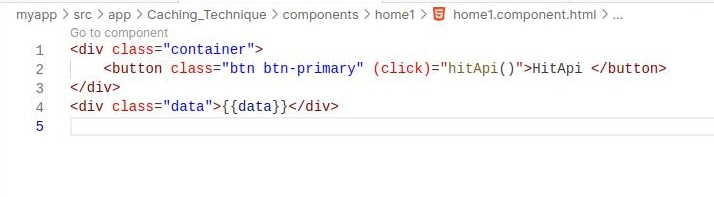 myapp > src > app > Caching_Technique > components > home1 > home1.component.html > ...
Go to component
1 <div class="container">
2     <button class="btn btn-primary" (click)="hitApi()">HitApi </button>
3 </div>
4 <div class="data">{{data}}</div>
5